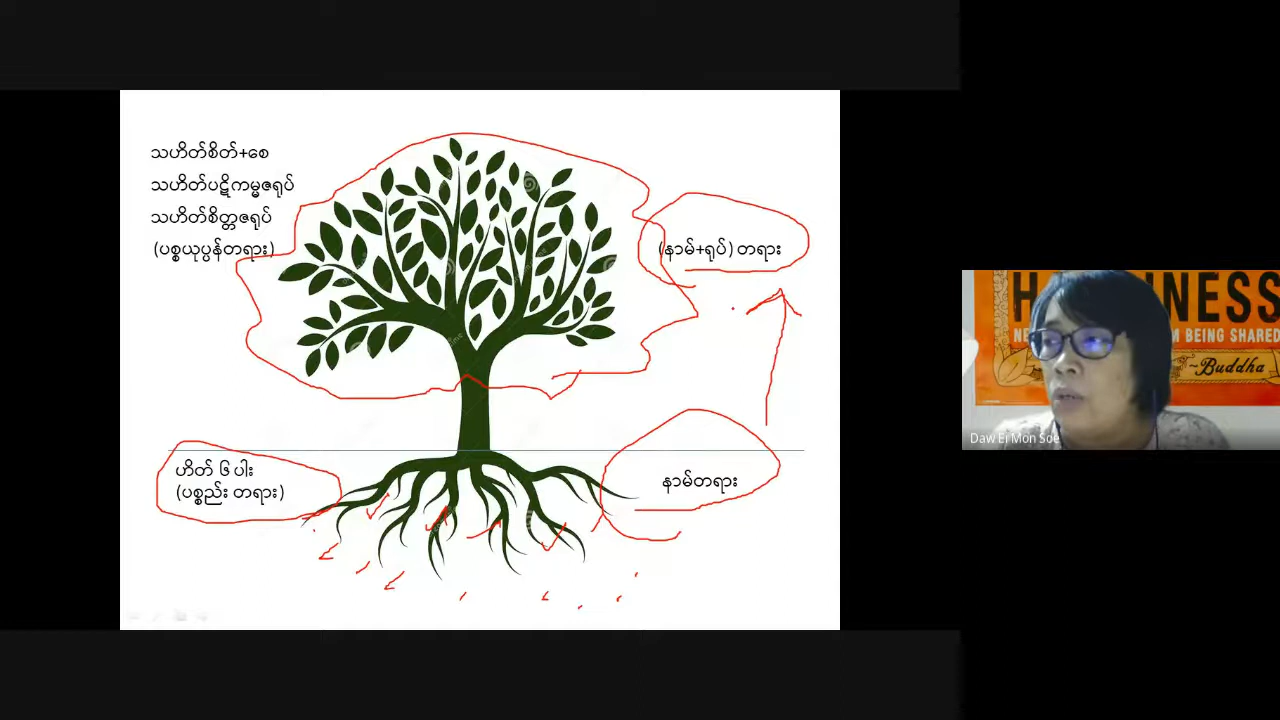 သဟိတ်စိတ်+စေ
သဟိတ်ပဋိကမ္မဇရုပ်
သဟိတ်စိတ္တဇရုပ်
(ပစ္စယုပ္ပန်တရား)
(နာမ်+ရုပ်) တရား
ဟိတ် ၆ ပါး
(ပစ္စည်း တရား)
နာမ်တရား
INESS
BEING SHARED
~Buddha
Daw Ei Mon Soe